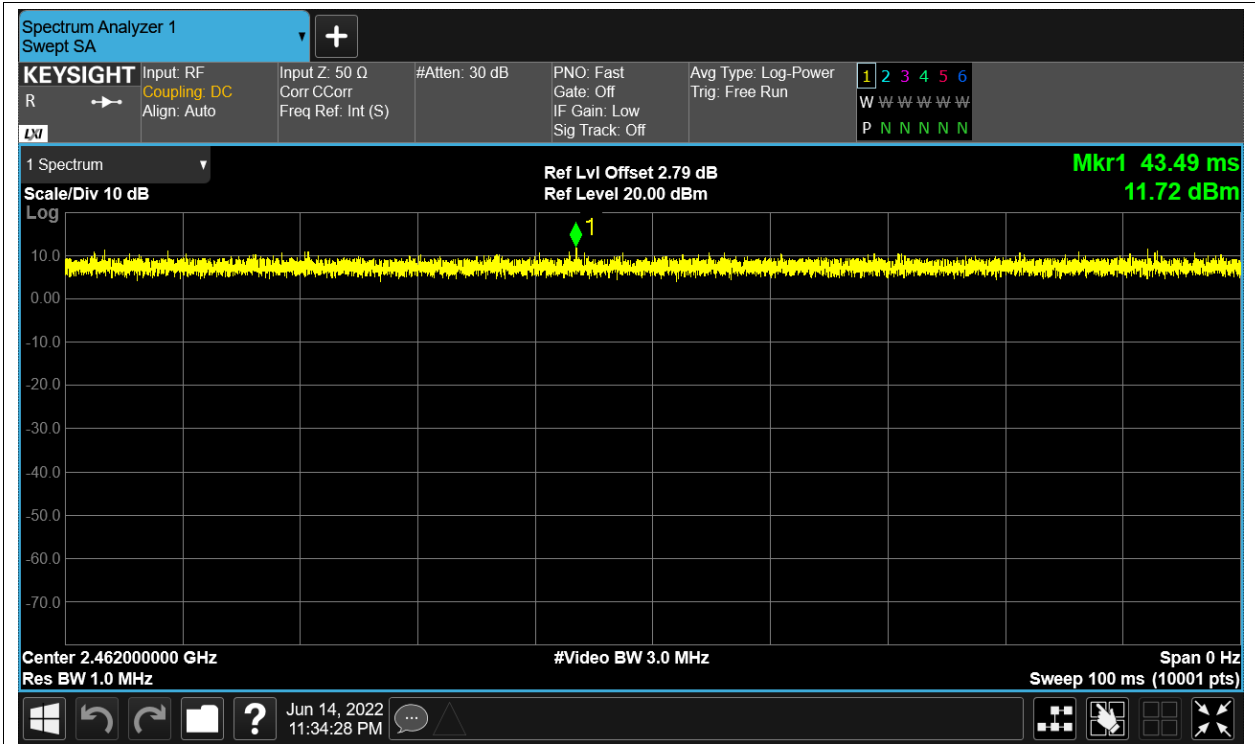 Spectrum Analyzer 1
Swept SA
KEYSIGHT
R
LXI
Input: RF
Coupling: DC
Align: Auto
Input Z: 50 Ω
Corr CCorr
Freq Ref: Int (S)
#Atten: 30 dB
PNO: Fast
Gate: Off
IF Gain: Low
Sig Track: Off
Avg Type: Log-Power
Trig: Free Run
1 2 3 4 5 6
W W W W W W
P N N N N N
1 Spectrum
Scale/Div 10 dB
Log
Ref Lvl Offset 2.79 dB
Ref Level 20.00 dBm
Mkr1 43.49 ms
11.72 dBm
1
10.0
0.00
-10.0
-20.0
-30.0
-40.0
-50.0
-60.0
-70.0
Center 2.462000000 GHz
Res BW 1.0 MHz
#Video BW 3.0 MHz
Span 0 Hz
Sweep 100 ms (10001 pts)
?
Jun 14, 2022
11:34:28 PM